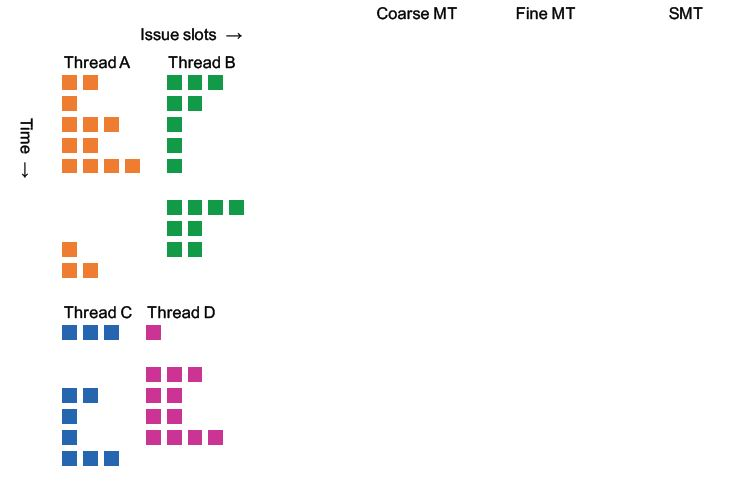 Coarse MT Fine MT SMT
Issue slots →
Thread A Thread B
Time →
Thread C Thread D